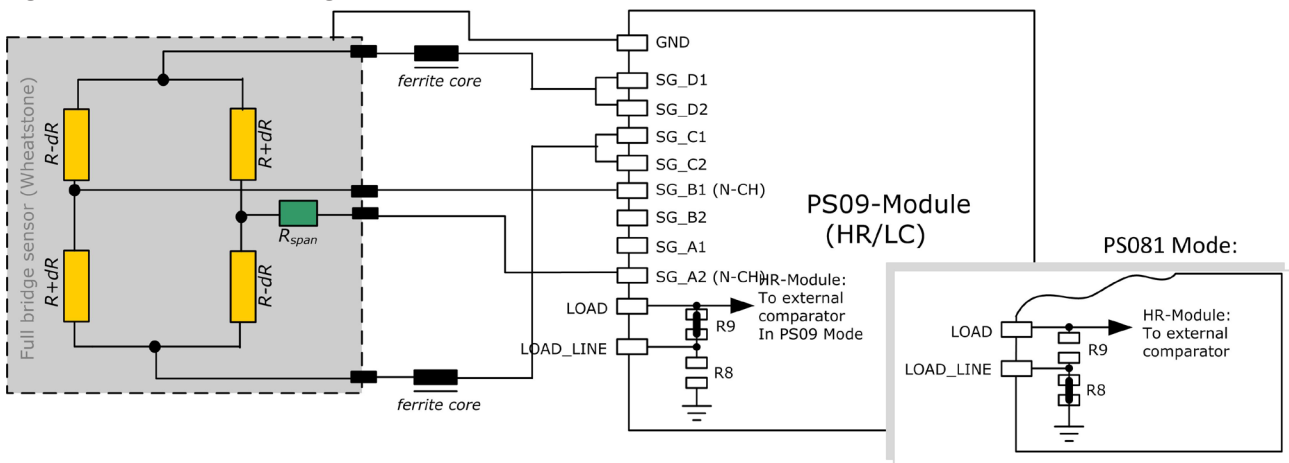 Full bridge sensor (Wheatstone)
R-dR
R+dR
R+dR
R-dR
Rspan
ferrite core
ferrite core
GND
SG_D1
SG_D2
SG_C1
SG_C2
SG_B1 (N-CH)
SG_B2
SG_A1
SG_A2 (N-CH)
LOAD
LOAD_LINE
PS09-Module
(HR/LC)
HR-Module:
To external
comparator
In PS09 Mode
R9
R8
PS081 Mode:
LOAD
LOAD_LINE
HR-Module:
To external
comparator
R9
R8